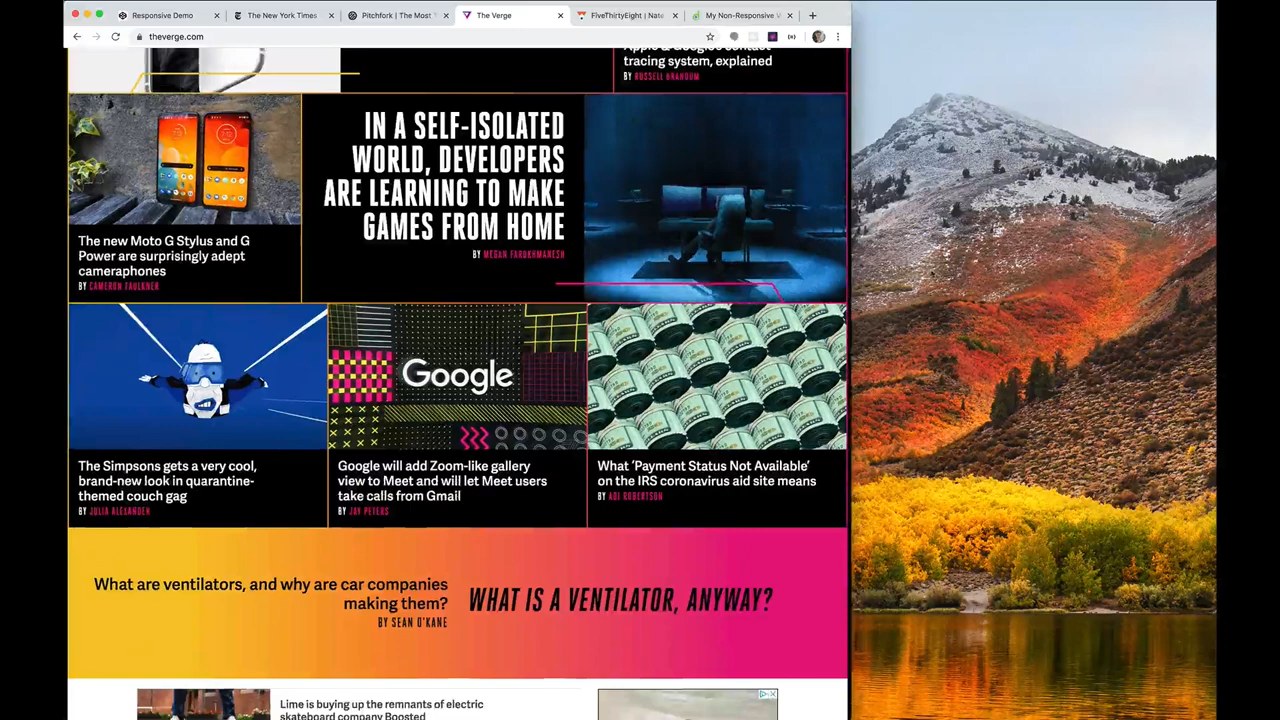 Responsive Demo
The New York Times
Pitchfork | The Most T
The Verge
FiveThirtyEight | Nate
My Non-Responsive
theverge.com
Apple & Google's contact
tracing system, explained
BY RUSSELL BRANDOM
IN A SELF-ISOLATED
WORLD, DEVELOPERS
ARE LEARNING TO MAKE
GAMES FROM HOME
BY MEGAN FAROKHMANESH
The new Moto G Stylus and G
Power are surprisingly adept
cameraphones
BY CAMERON FAULKNER
Google
The Simpsons gets a very cool,
brand-new look in quarantine-
themed couch gag
BY JULIA ALEXANDER
Google will add Zoom-like gallery
view to Meet and will let Meet users
take calls from Gmail
BY JAY PETERS
What ‘Payment Status Not Available’
on the IRS coronavirus aid site means
BY ADI ROBERTSON
What are ventilators, and why are car companies
making them?
BY SEAN O'KANE
WHAT IS A VENTILATOR, ANYWAY?
Lime is buying up the remnants of electric
skateboard company Boosted